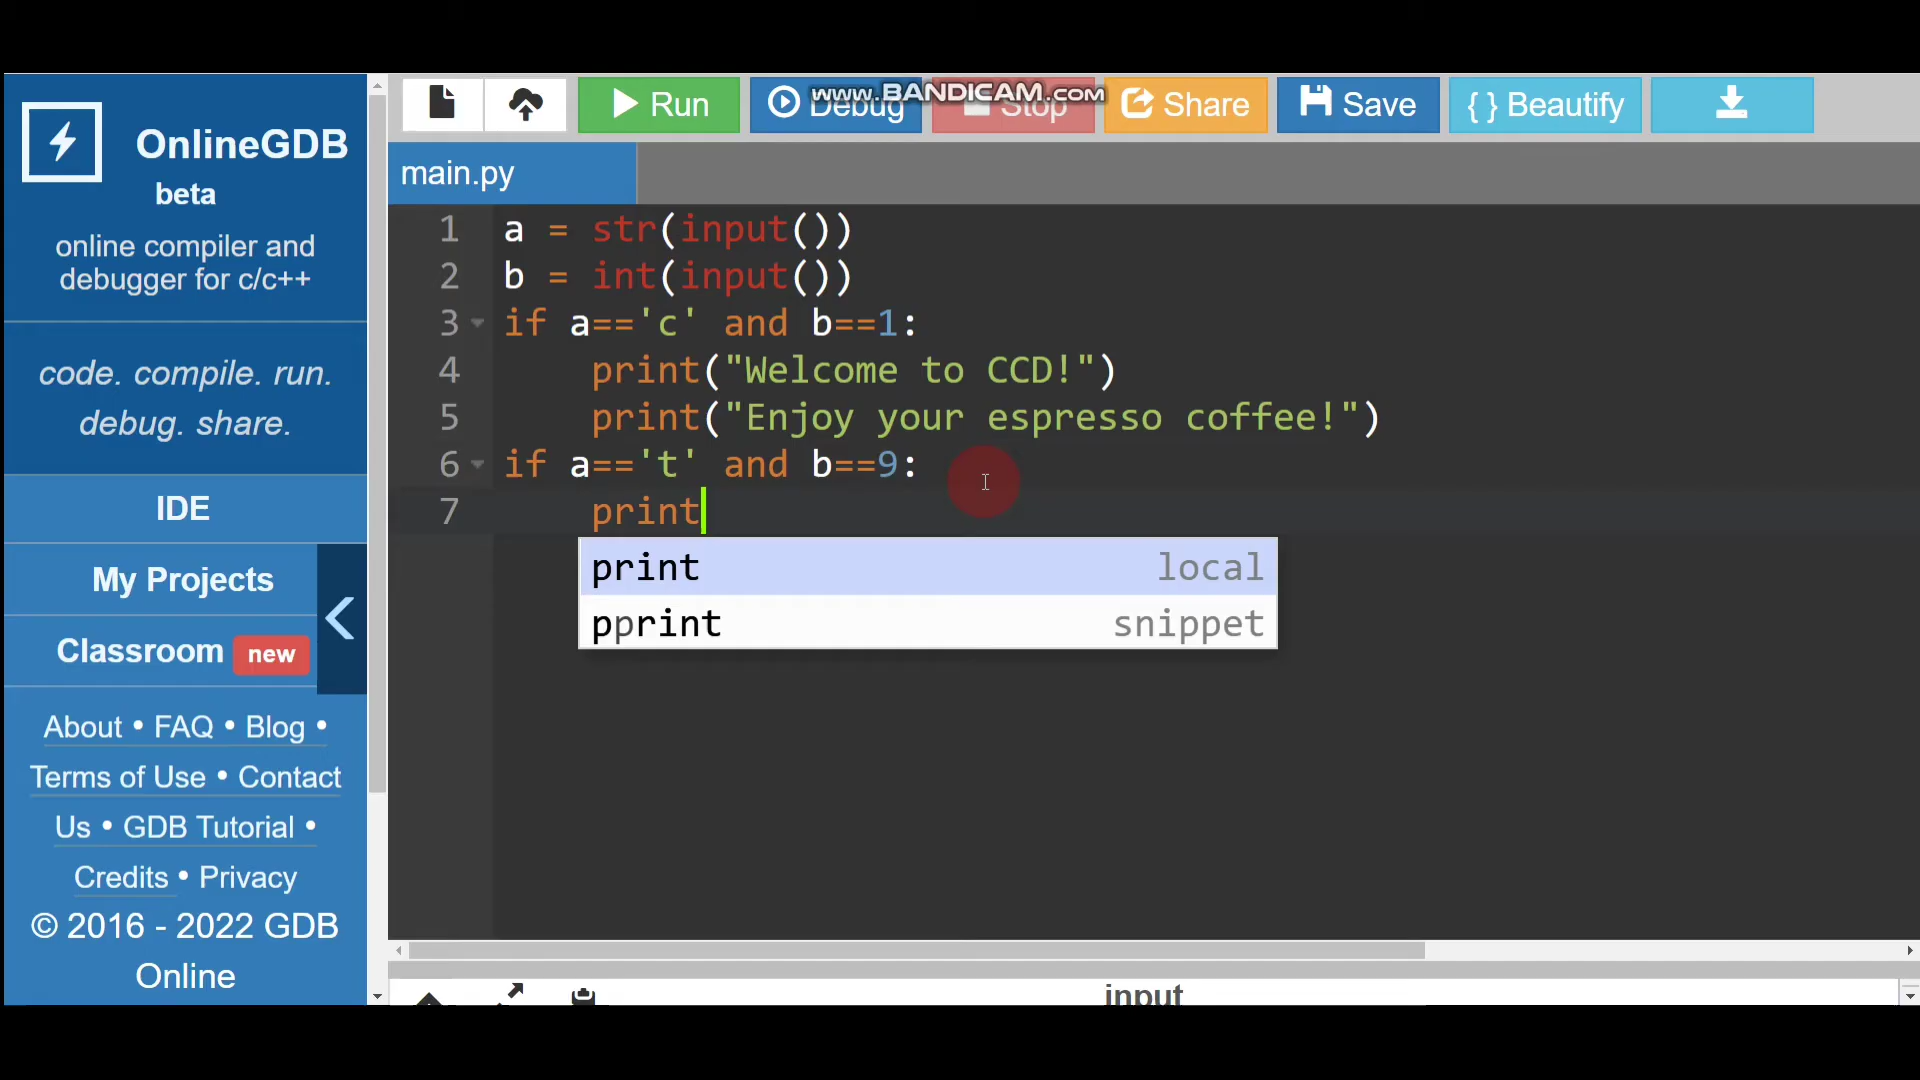 www.BANDICAM.com
Run
Debug
Stop
Share
Save
{ } Beautify
OnlineGDB
beta
online compiler and
debugger for c/c++
code. compile. run.
debug. share.
IDE
My Projects
Classroom new
About • FAQ • Blog •
Terms of Use • Contact
Us • GDB Tutorial •
Credits • Privacy
© 2016 - 2022 GDB
Online
main.py
1 a = str(input())
2 b = int(input())
3 if a=='c' and b==1:
4 print("Welcome to CCD!")
5 print("Enjoy your espresso coffee!")
6 if a=='t' and b==9:
7 print
print local
pprint snippet
input